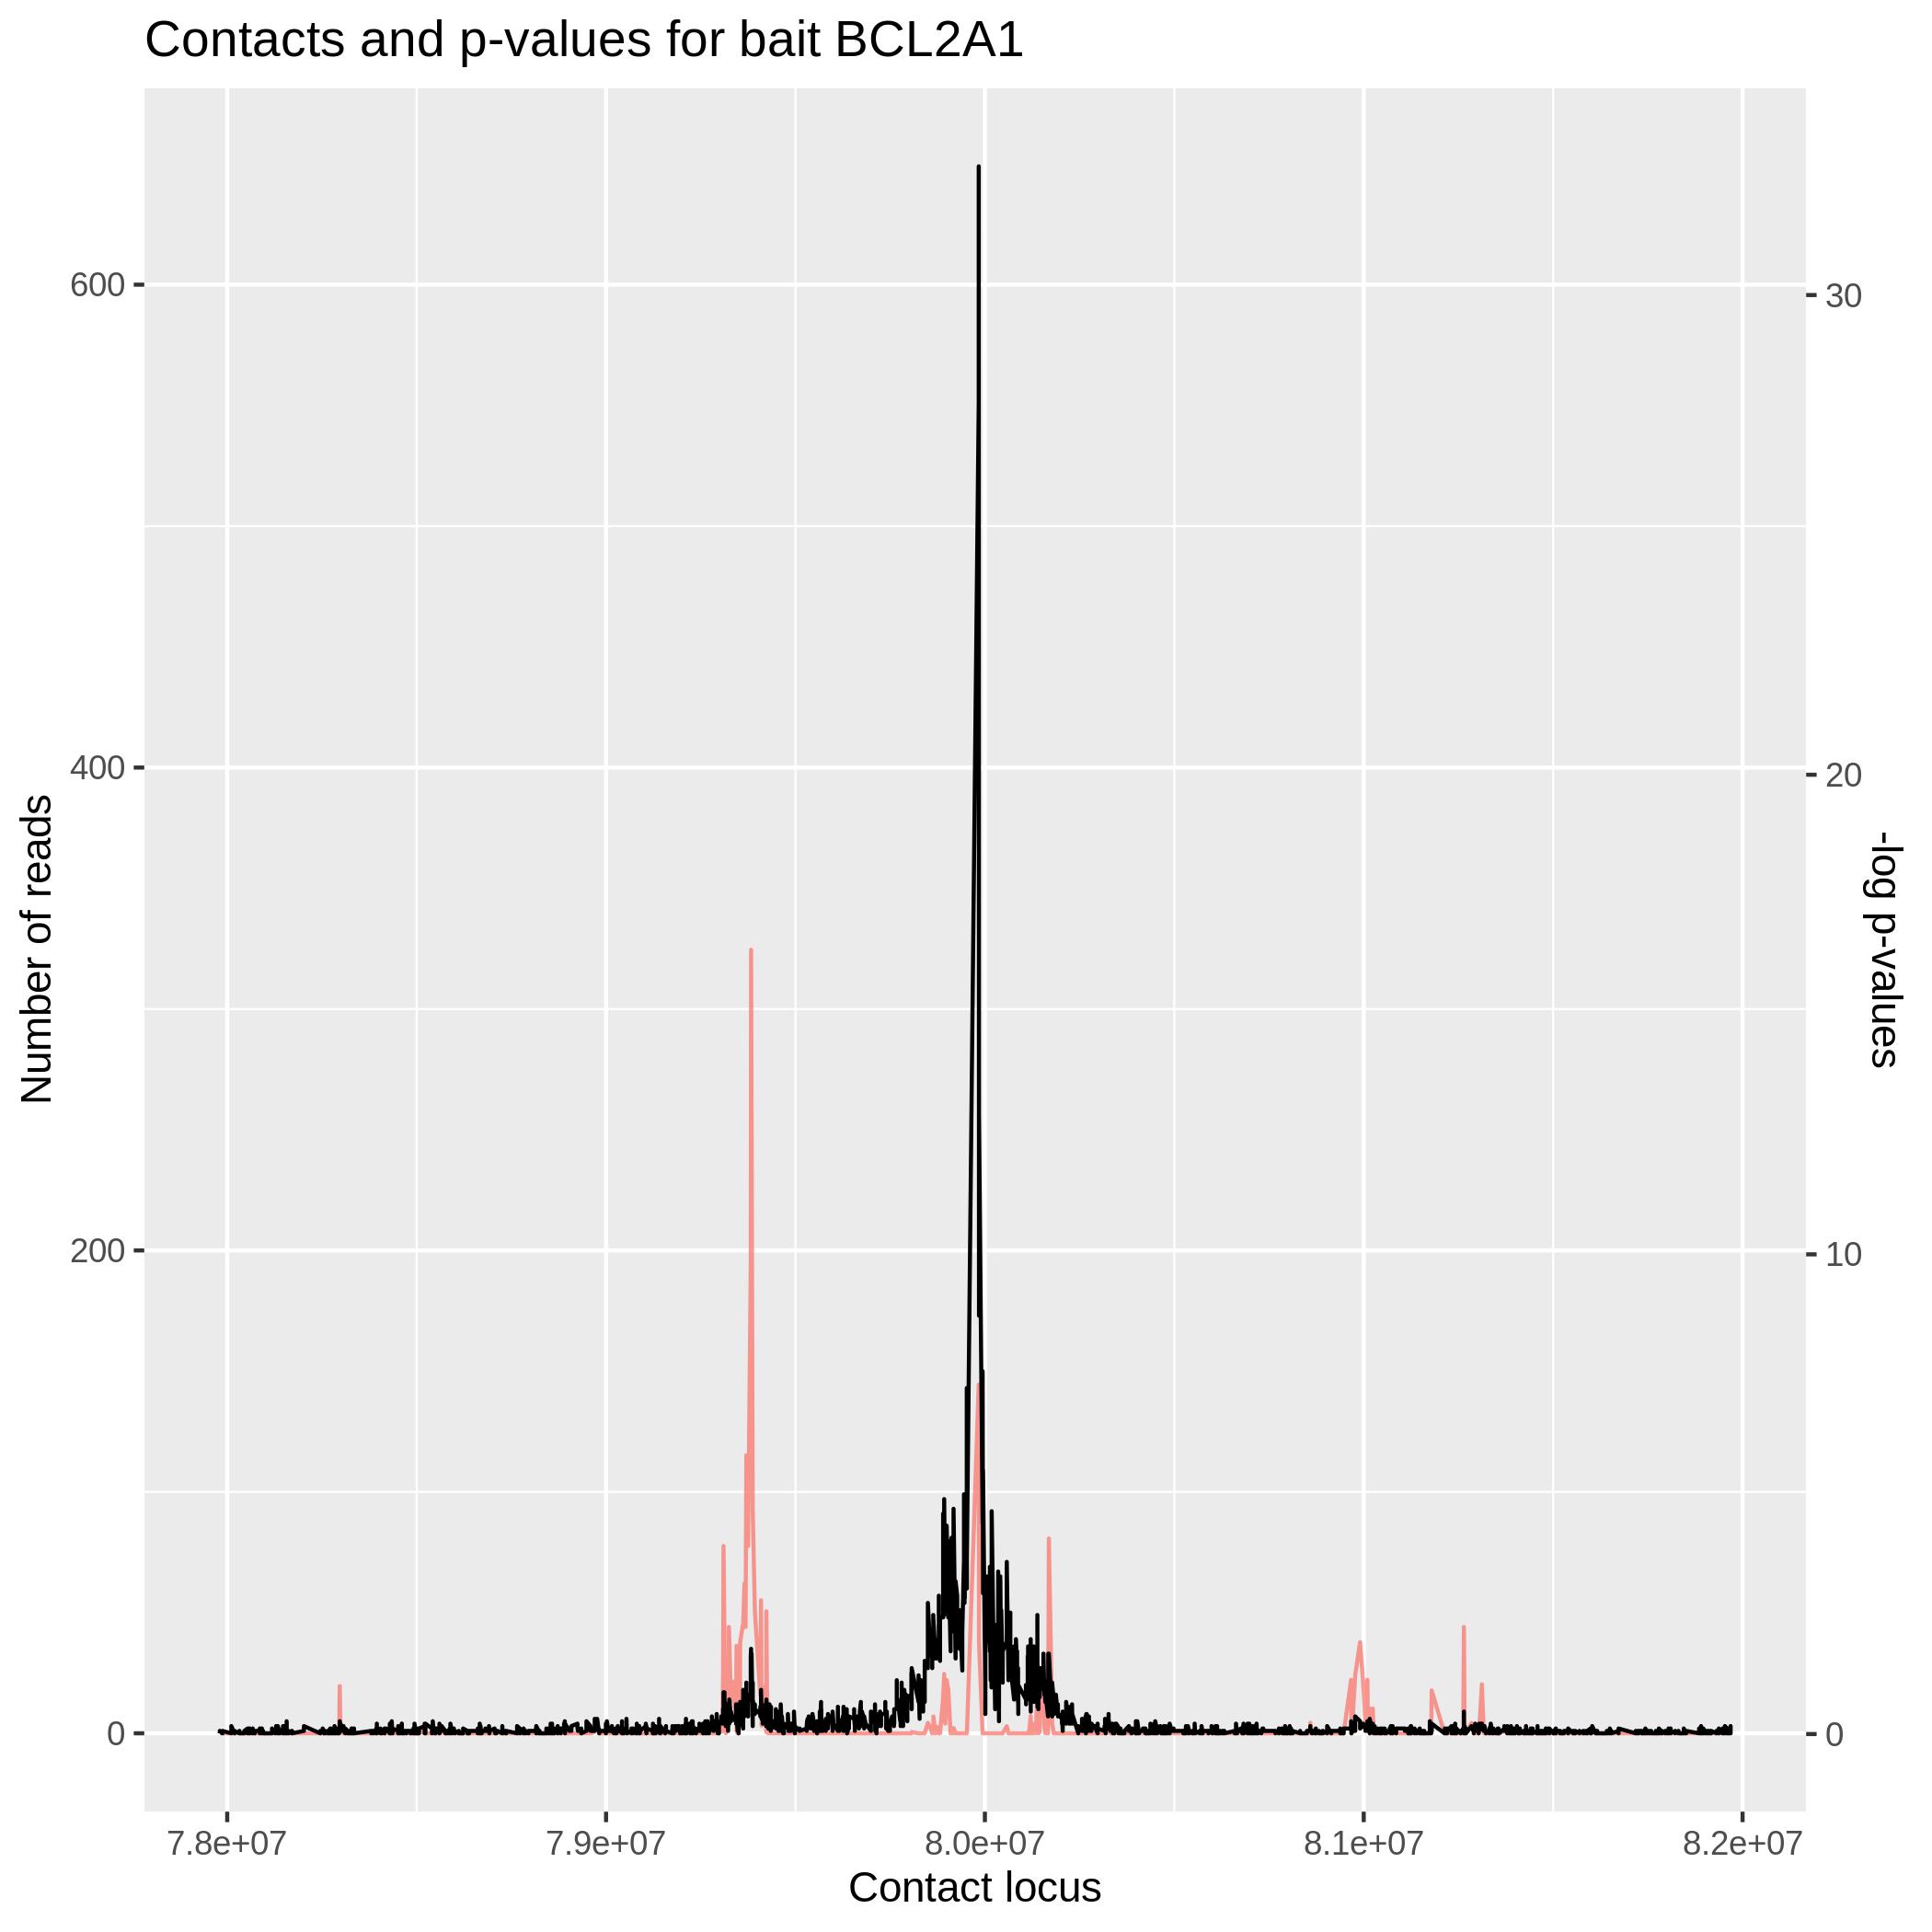 Contacts and p-values for bait BCL2A1
600
400
200
0
Number of reads
30
20
10
0
-log p-values
7.8e+07
7.9e+07
8.0e+07
8.1e+07
8.2e+07
Contact locus